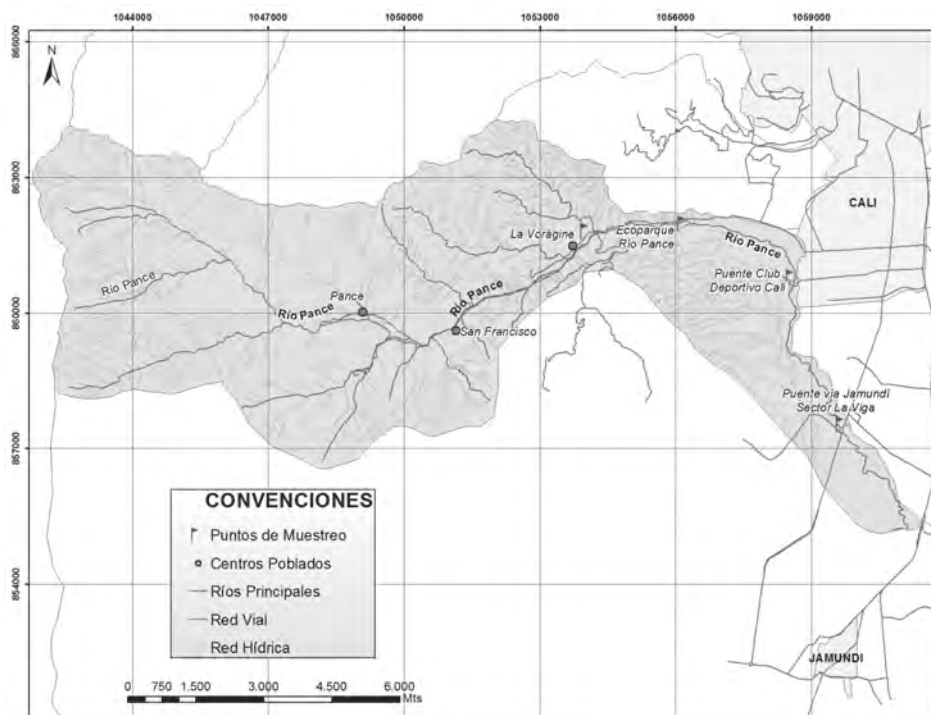 1044000 1047000 1050000 1053000 1056000 1059000
866000
N
863000
CALI
La Vorágine
Ecoparque
Río Pance
Río Pance
Puente Club
Deportivo Cali
Río Pance
Río Pance
Pance
Río Pance
860000
San Francisco
Puente vía Jamundí
Sector La Viga
857000
CONVENCIONES
Puntos de Muestreo
Centros Poblados
Ríos Principales
Red Vial
Red Hídrica
854000
JAMUNDI
0 750 1.500 3.000 4.500 6.000
Mts